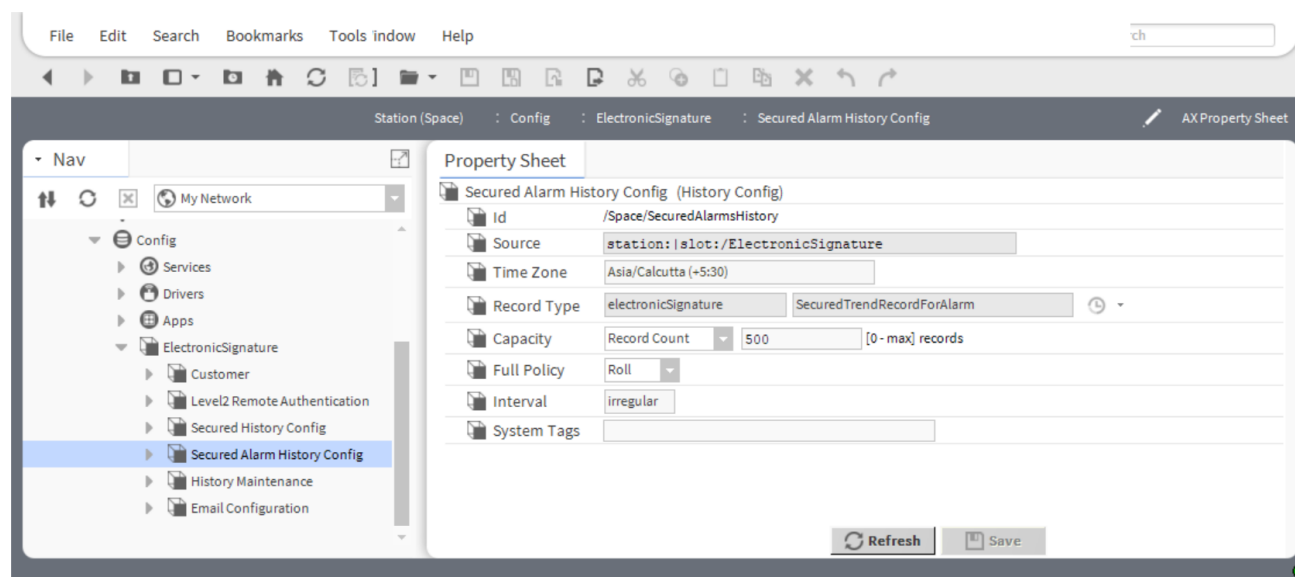 File Edit Search Bookmarks Tools indow Help
ch
Station (Space) : Config : ElectronicSignature : Secured Alarm History Config AX Property Sheet
Nav
My Network
Config
Services
Drivers
Apps
ElectronicSignature
Customer
Level2 Remote Authentication
Secured History Config
Secured Alarm History Config
History Maintenance
Email Configuration
Property Sheet
Secured Alarm History Config (History Config)
Id /Space/SecuredAlarmsHistory
Source station:|slot:/ElectronicSignature
Time Zone Asia/Calcutta (+5:30)
Record Type electronicSignature SecuredTrendRecordForAlarm
Capacity Record Count 500 [0 - max] records
Full Policy Roll
Interval irregular
System Tags
Refresh Save